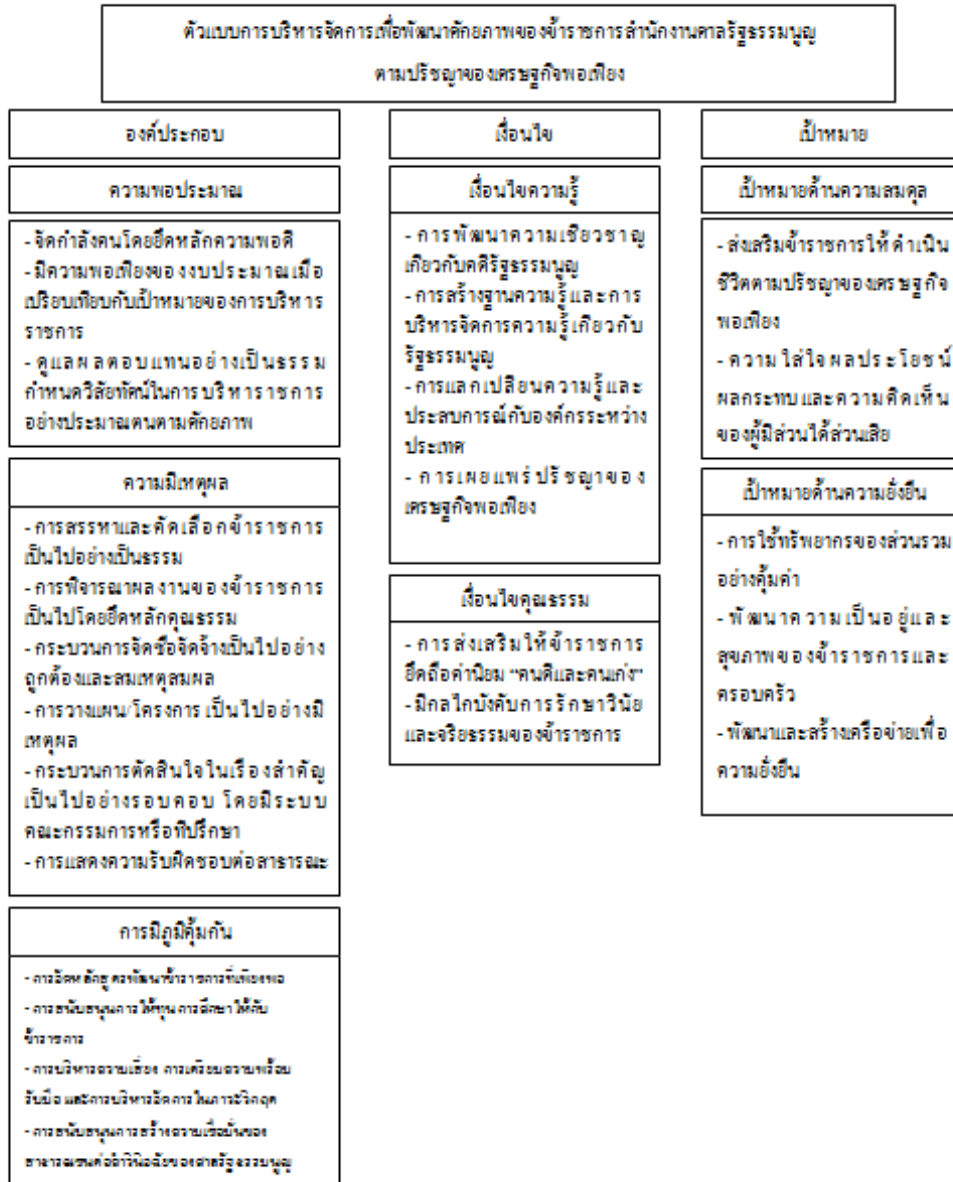 ตัวแบบการบริหารจัดการเพื่อพัฒนาศักยภาพของข้าราชการสำนักงานศาลรัฐธรรมนูญ
ตามปรัชญาของเศรษฐกิจพอเพียง
องค์ประกอบ
ความพอประมาณ
- จัดกำลังคนโดยยึดหลักความพอดี
- มีความพอเพียงของงบประมาณเมื่อ
เปรียบเทียบกับเป้าหมายของการบริหาร
ราชการ
- ดูแลผลตอบแทนอย่างเป็นธรรม
กำหนดวิสัยทัศน์ในการบริหาราชการ
อย่างประมาณตนตามศักยภาพ
ความมีเหตุผล
- การสรรหาและคัดเลือกข้าราชการ
เป็นไปอย่างเป็นธรรม
- การพิจารณาผลงานของข้าราชการ
เป็นไปโดยยึดหลักคุณธรรม
- กระบวนการจัดซื้อจัดจ้างเป็นไปอย่าง
ถูกต้องและสมเหตุสมผล
- การวางแผน/โครงการ เป็นไปอย่างมี
เหตุผล
- กระบวนการตัดสินใจในเรื่องสำคัญ
เป็นไปอย่างรอบคอบ โดยมีระบบ
คณะกรรมการหรือที่ปรึกษา
- การแสดงความรับผิดชอบต่อสาธารณะ
การมีภูมิคุ้มกัน
- การจัดหลักสูตรพัฒนาข้าราชการที่เพียงพอ
- การสนับสนุนการให้ทุนการศึกษาให้กับ
ข้าราชการ
- การบริหารความเสี่ยง การเตรียมความพร้อม
รับมือ และการบริหารจัดการในภาวะวิกฤต
- การสนับสนุนการสร้างความเชื่อมั่นของ
สาธารณชนต่อคำวินิจฉัยของศาลรัฐธรรมนูญ
เงื่อนไข
เงื่อนไขความรู้
- การพัฒนาความเชี่ยวชาญ
เกี่ยวกับคดีรัฐธรรมนูญ
- การสร้างฐานความรู้และการ
บริหารจัดการความรู้เกี่ยวกับ
รัฐธรรมนูญ
- การแลกเปลี่ยนความรู้และ
ประสบการณ์กับองค์กรระหว่าง
ประเทศ
- การเผยแพร่ปรัชญาของ
เศรษฐกิจพอเพียง
เงื่อนไขคุณธรรม
- การส่งเสริมให้ข้าราชการ
ยึดถือค่านิยม “คนดีและคนเก่ง”
- มีกลไกบังคับการรักษาวินัย
และจริยธรรมของข้าราชการ
เป้าหมาย
เป้าหมายด้านความสมดุล
- ส่งเสริมข้าราชการให้ดำเนิน
ชีวิตตามปรัชญาของเศรษฐกิจ
พอเพียง
- ความใส่ใจผลประโยชน์
ผลกระทบและความคิดเห็น
ของผู้มีส่วนได้ส่วนเสีย
เป้าหมายด้านความยั่งยืน
- การใช้ทรัพยากรของส่วนรวม
อย่างคุ้มค่า
- พัฒนาความเป็นอยู่และ
สุขภาพของข้าราชการและ
ครอบครัว
- พัฒนาและสร้างเครือข่ายเพื่อ
ความยั่งยืน